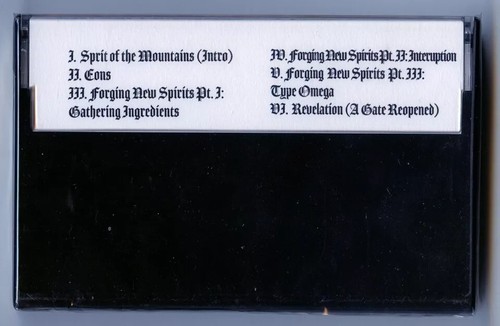 I. Sprit of the Mountains (Intro)
II. Eons
III. Forging New Spirits Pt. I:
Gathering Ingredients
IV. Forging New Spirits Pt. II: Interuption
V. Forging New Spirits Pt. III:
Type Omega
VI. Revelation (A Gate Reopened)